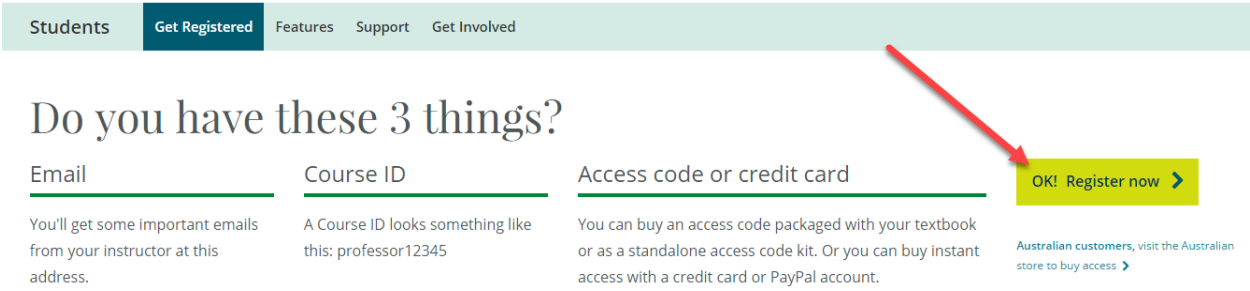 Students Get Registered Features Support Get Involved
Do you have these 3 things?
Email
You'll get some important emails
from your instructor at this
address.
Course ID
A Course ID looks something like
this: professor12345
Access code or credit card
You can buy an access code packaged with your textbook
or as a standalone access code kit. Or you can buy instant
access with a credit card or PayPal account.
OK! Register now
Australian customers, visit the Australian
store to buy access